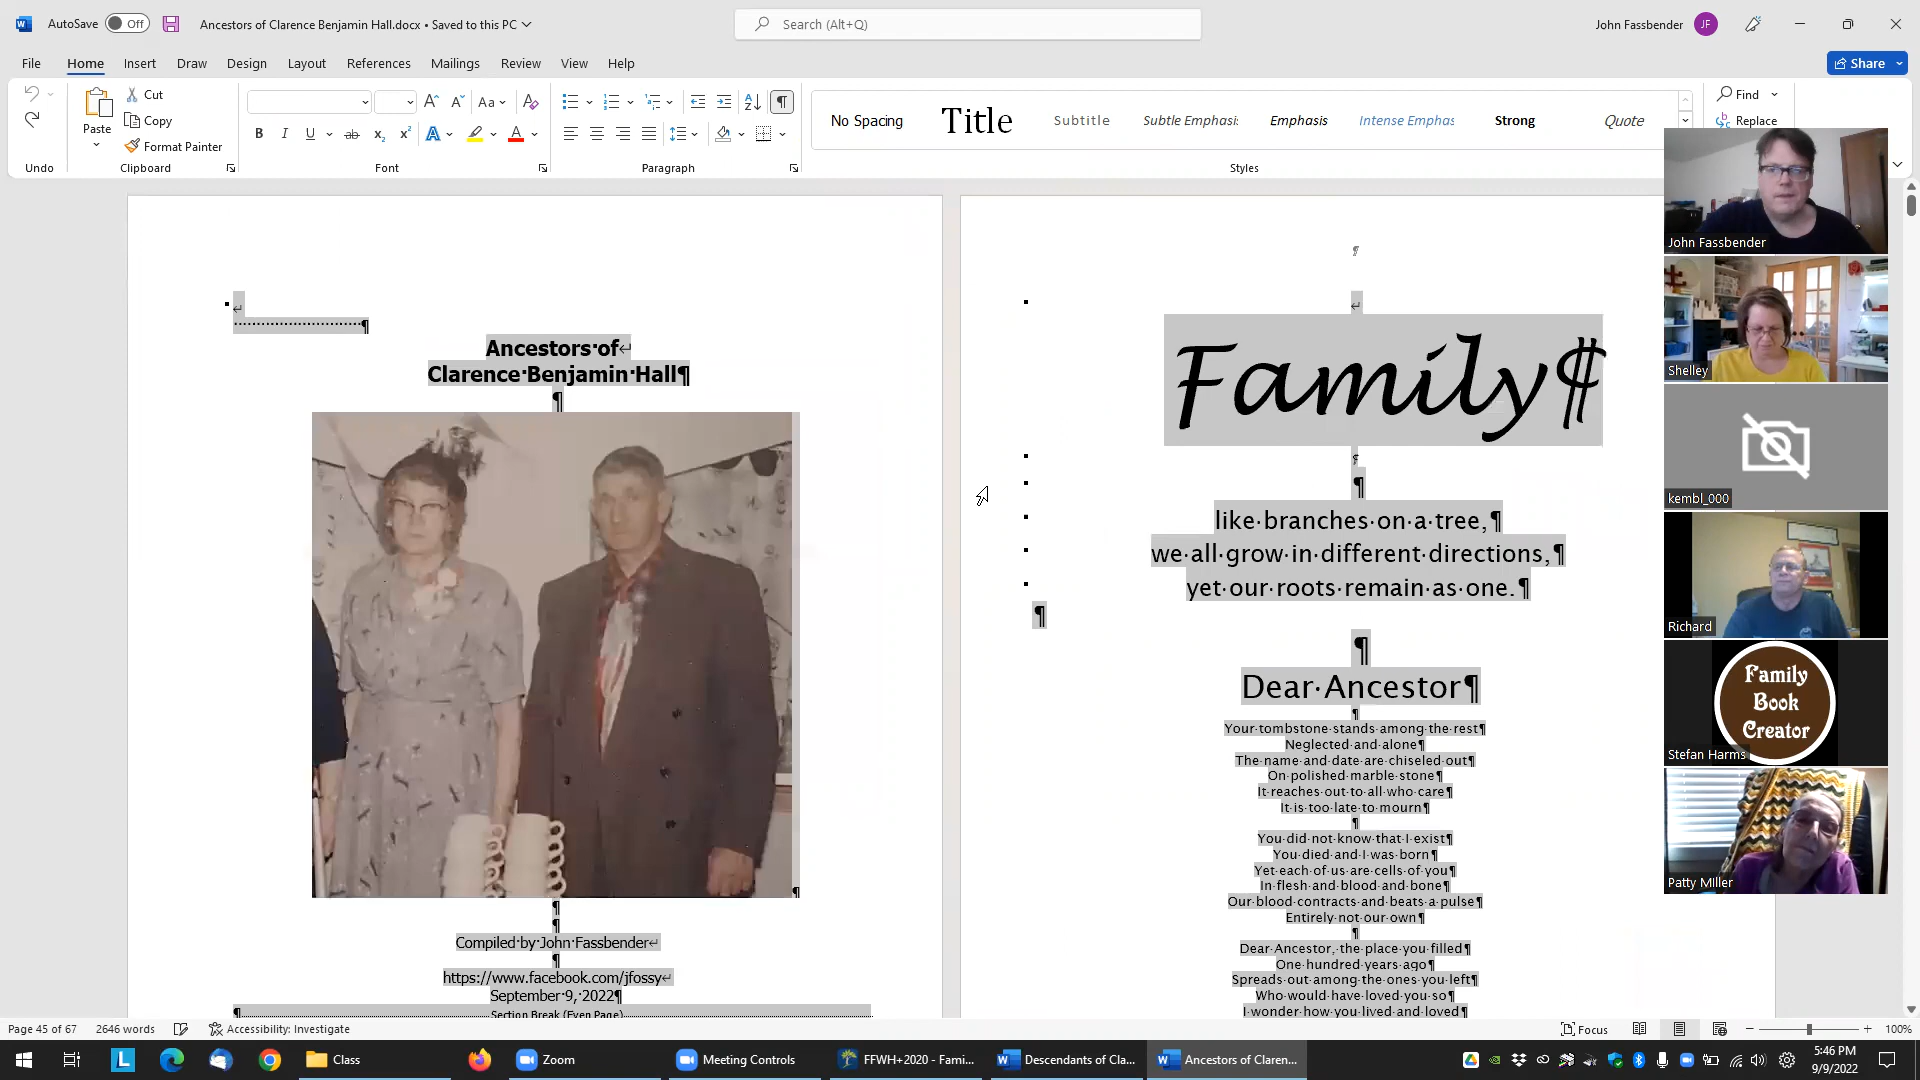 AutoSave Off Ancestors of Clarence Benjamin Hall.docx • Saved to this PC Search (Alt+Q) John Fassbender JF
File Home Insert Draw Design Layout References Mailings Review View Help Share
Paste Cut Copy Format Painter
Aa A
B I U ab x₂ x² A A
No Spacing Title Subtitle Subtle Emphasis Emphasis Intense Emphas Strong Quote
Find
Replace
Undo Clipboard Font Paragraph Styles
Ancestors·of↵
Clarence·Benjamin·Hall¶
¶
¶
¶
¶
Compiled·by·John·Fassbender↵
¶
https://www.facebook.com/jfossy↵
September·9,·2022¶
¶ Section Break (Even Page)
¶
↵
Family¶
¶
¶
like·branches·on·a·tree,¶
we·all·grow·in·different·directions,¶
yet·our·roots·remain·as·one.¶
¶
¶
Dear·Ancestor¶
¶
Your·tombstone·stands·among·the·rest¶
Neglected·and·alone¶
The·name·and·date·are·chiseled·out¶
On·polished·marble·stone¶
It·reaches·out·to·all·who·care¶
It·is·too·late·to·mourn¶
¶
You·did·not·know·that·I·exist¶
You·died·and·I·was·born¶
Yet·each·of·us·are·cells·of·you¶
In·flesh·and·blood·and·bone¶
Our·blood·contracts·and·beats·a·pulse¶
Entirely·not·our·own¶
¶
Dear·Ancestor,·the·place·you·filled¶
One·hundred·years·ago¶
Spreads·out·among·the·ones·you·left¶
Who·would·have·loved·you·so¶
I·wonder·how·you·lived·and·loved¶
John Fassbender
Shelley
kembl_000
Richard
Family
Book
Creator
Stefan Harms
Patty Miller
Page 45 of 67 2646 words Accessibility: Investigate Focus 100%
Class Zoom Meeting Controls FFWH+2020 - Fami... Descendants of Cla... Ancestors of Claren... 5:46 PM
9/9/2022